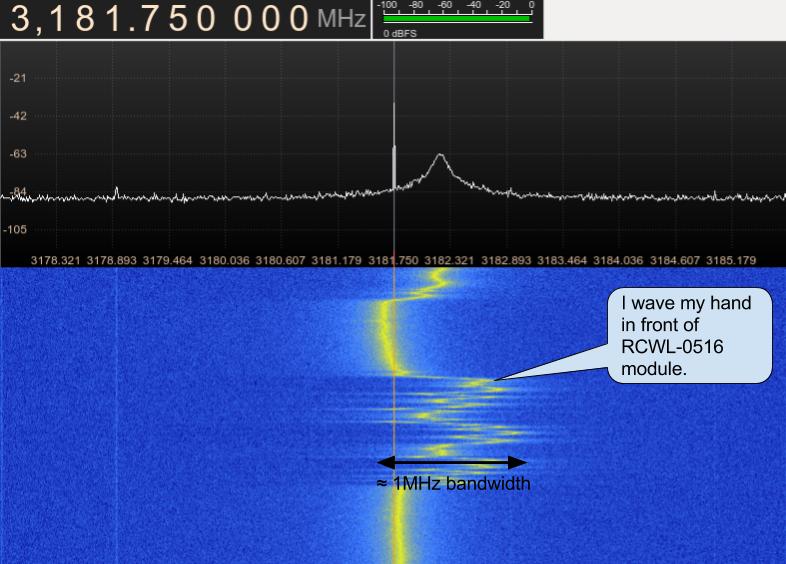 3,181.750 000 MHz
-100 -80 -60 -40 -20 0
0 dBFS
-21
-42
-63
-84
-105
3178.321 3178.893 3179.464 3180.036 3180.607 3181.179 3181.750 3182.321 3182.893 3183.464 3184.036 3184.607 3185.179
I wave my hand
in front of
RCWL-0516
module.
≈ 1MHz bandwidth